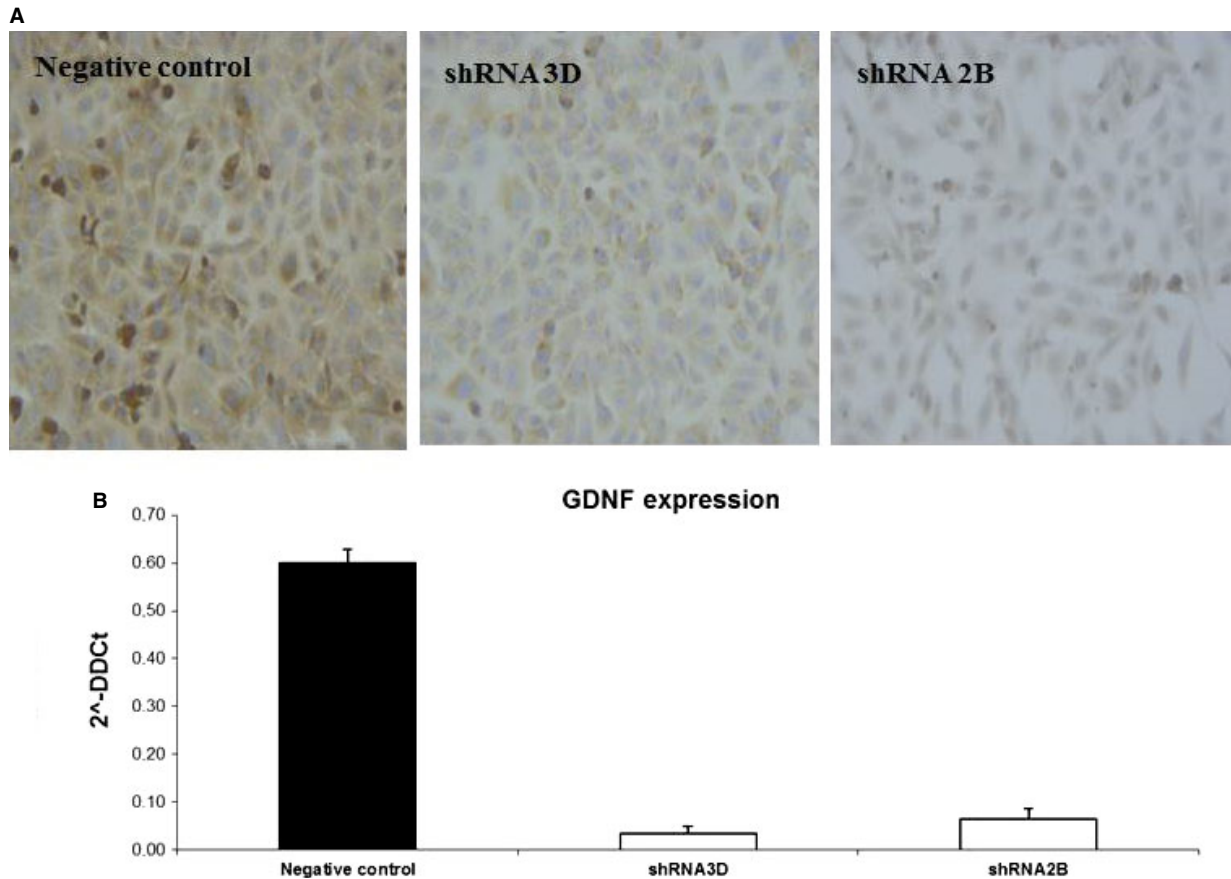 A
Negative control
shRNA 3D
shRNA 2B
B
GDNF expression
2^-DDCt
0.70
0.60
0.50
0.40
0.30
0.20
0.10
0.00
Negative control
shRNA3D
shRNA2B